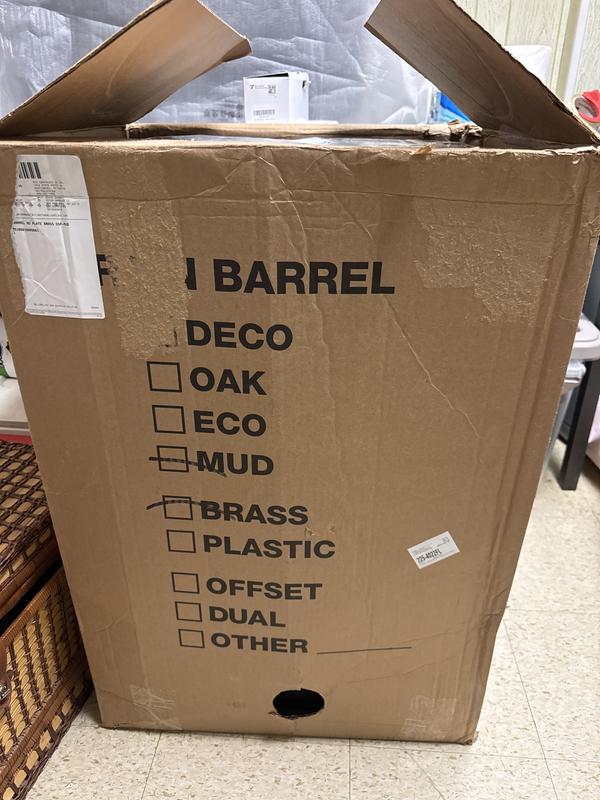 N BARREL
DECO
OAK
ECO
MUD
BRASS
PLASTIC
OFFSET
DUAL
OTHER